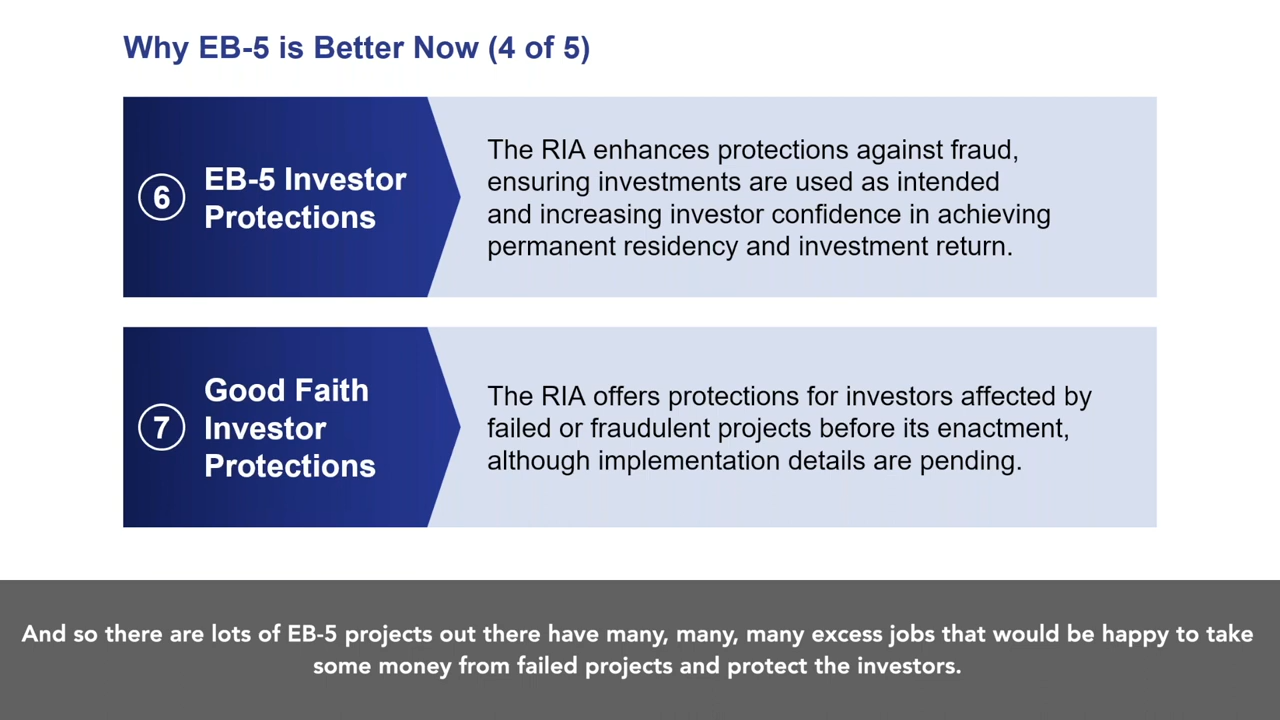 Why EB-5 is Better Now (4 of 5)
6
EB-5 Investor
Protections
The RIA enhances protections against fraud,
ensuring investments are used as intended
and increasing investor confidence in achieving
permanent residency and investment return.
7
Good Faith
Investor
Protections
The RIA offers protections for investors affected by
failed or fraudulent projects before its enactment,
although implementation details are pending.
And so there are lots of EB-5 projects out there have many, many, many excess jobs that would be happy to take
some money from failed projects and protect the investors.